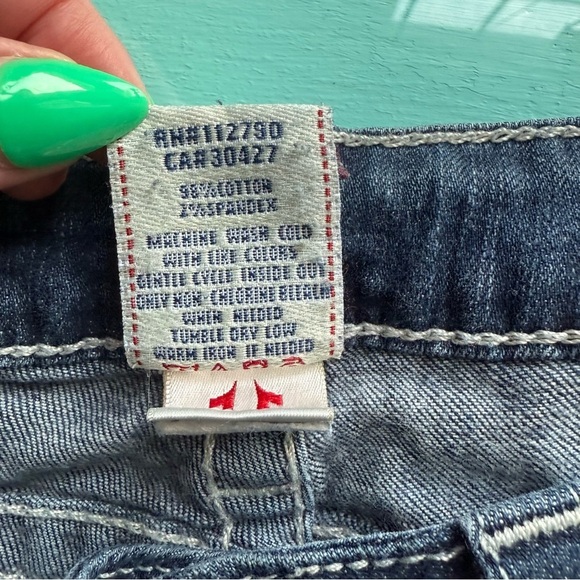 RN#112790
CA#30427
98%COTTON
2%SPANDEX
MACHINE WASH COLD
WITH LIKE COLORS
GENTLE CYCLE INSIDE OUT
ONLY NON CHLORINE BLEACH
WHEN NEEDED
TUMBLE DRY LOW
WARM IRON IF NEEDED